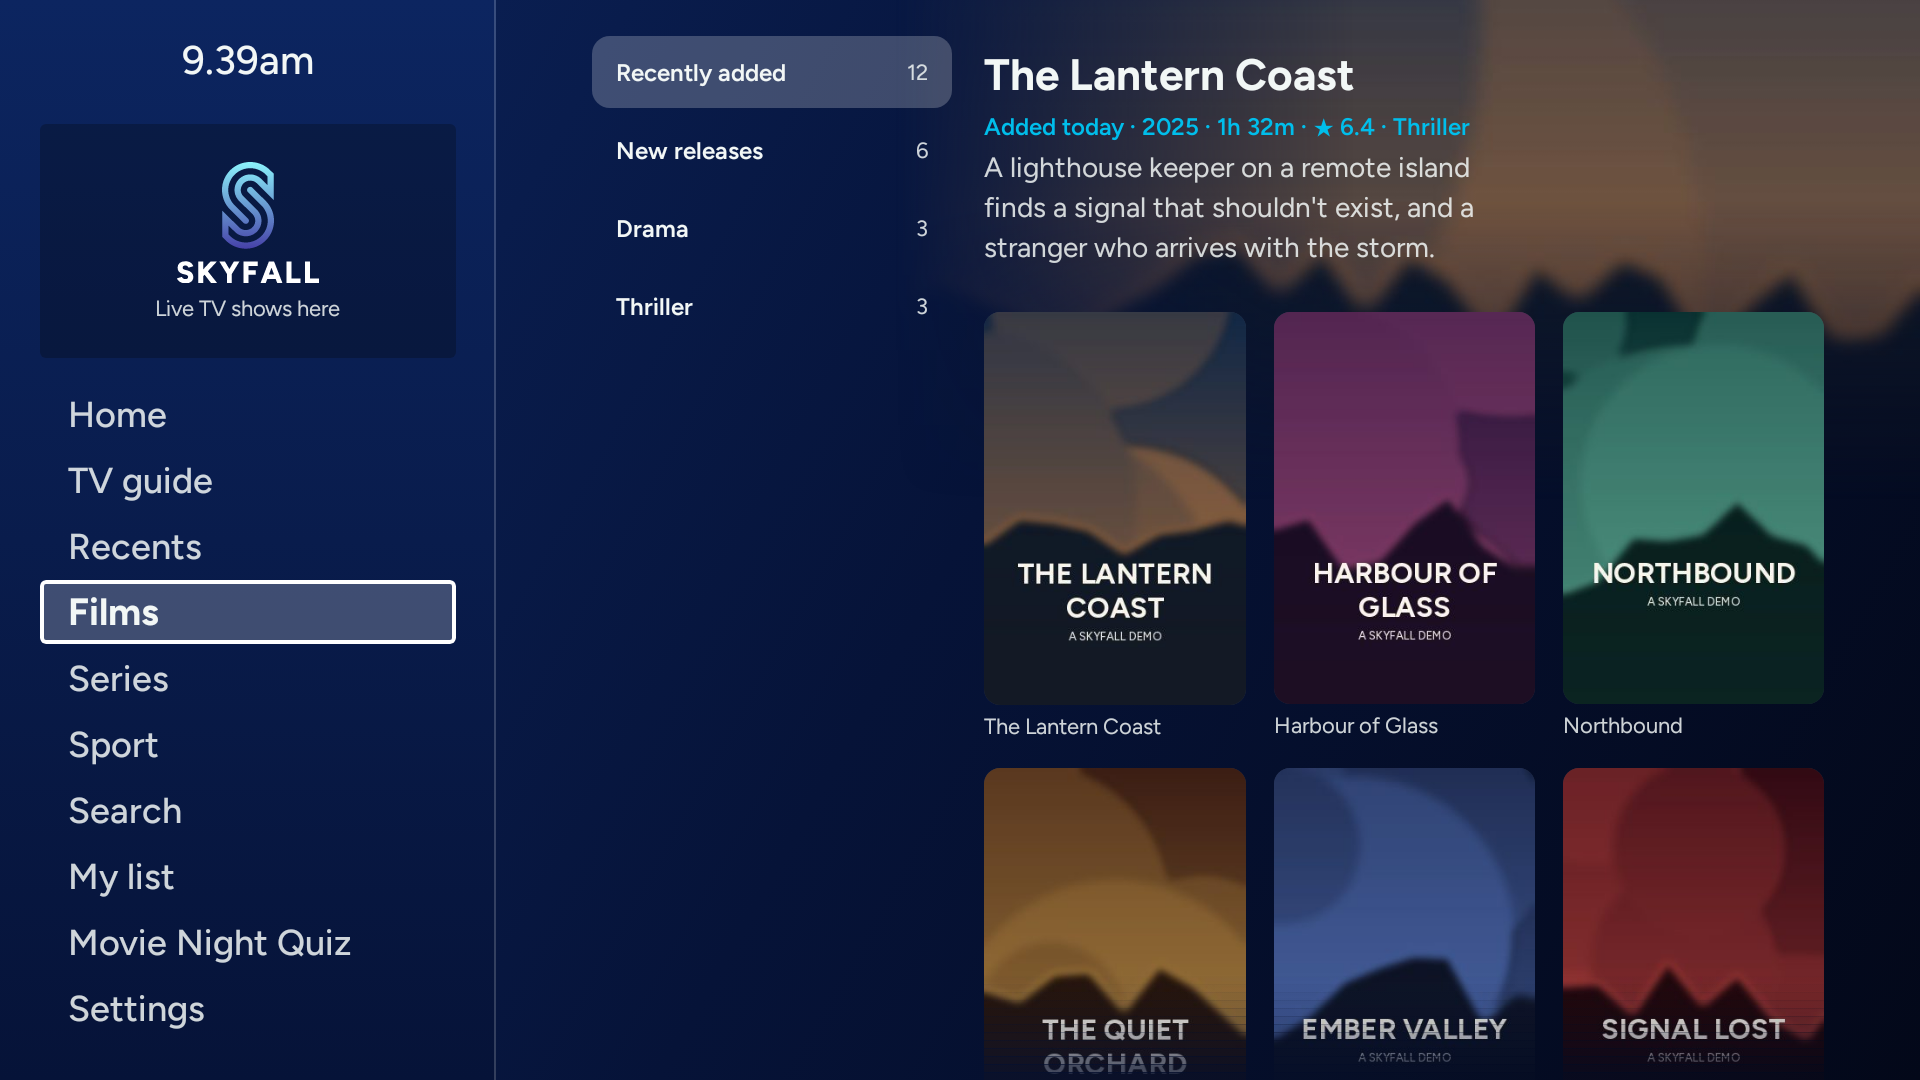 9.39am
SKYFALL
Live TV shows here
Home
TV guide
Recents
Films
Series
Sport
Search
My list
Movie Night Quiz
Settings
Recently added 12
New releases 6
Drama 3
Thriller 3
The Lantern Coast
Added today · 2025 · 1h 32m · ★ 6.4 · Thriller
A lighthouse keeper on a remote island
finds a signal that shouldn't exist, and a
stranger who arrives with the storm.
THE LANTERN
COAST
A SKYFALL DEMO
The Lantern Coast
HARBOUR OF
GLASS
A SKYFALL DEMO
Harbour of Glass
NORTHBOUND
A SKYFALL DEMO
Northbound
THE QUIET
ORCHARD
EMBER VALLEY
A SKYFALL DEMO
SIGNAL LOST
A SKYFALL DEMO